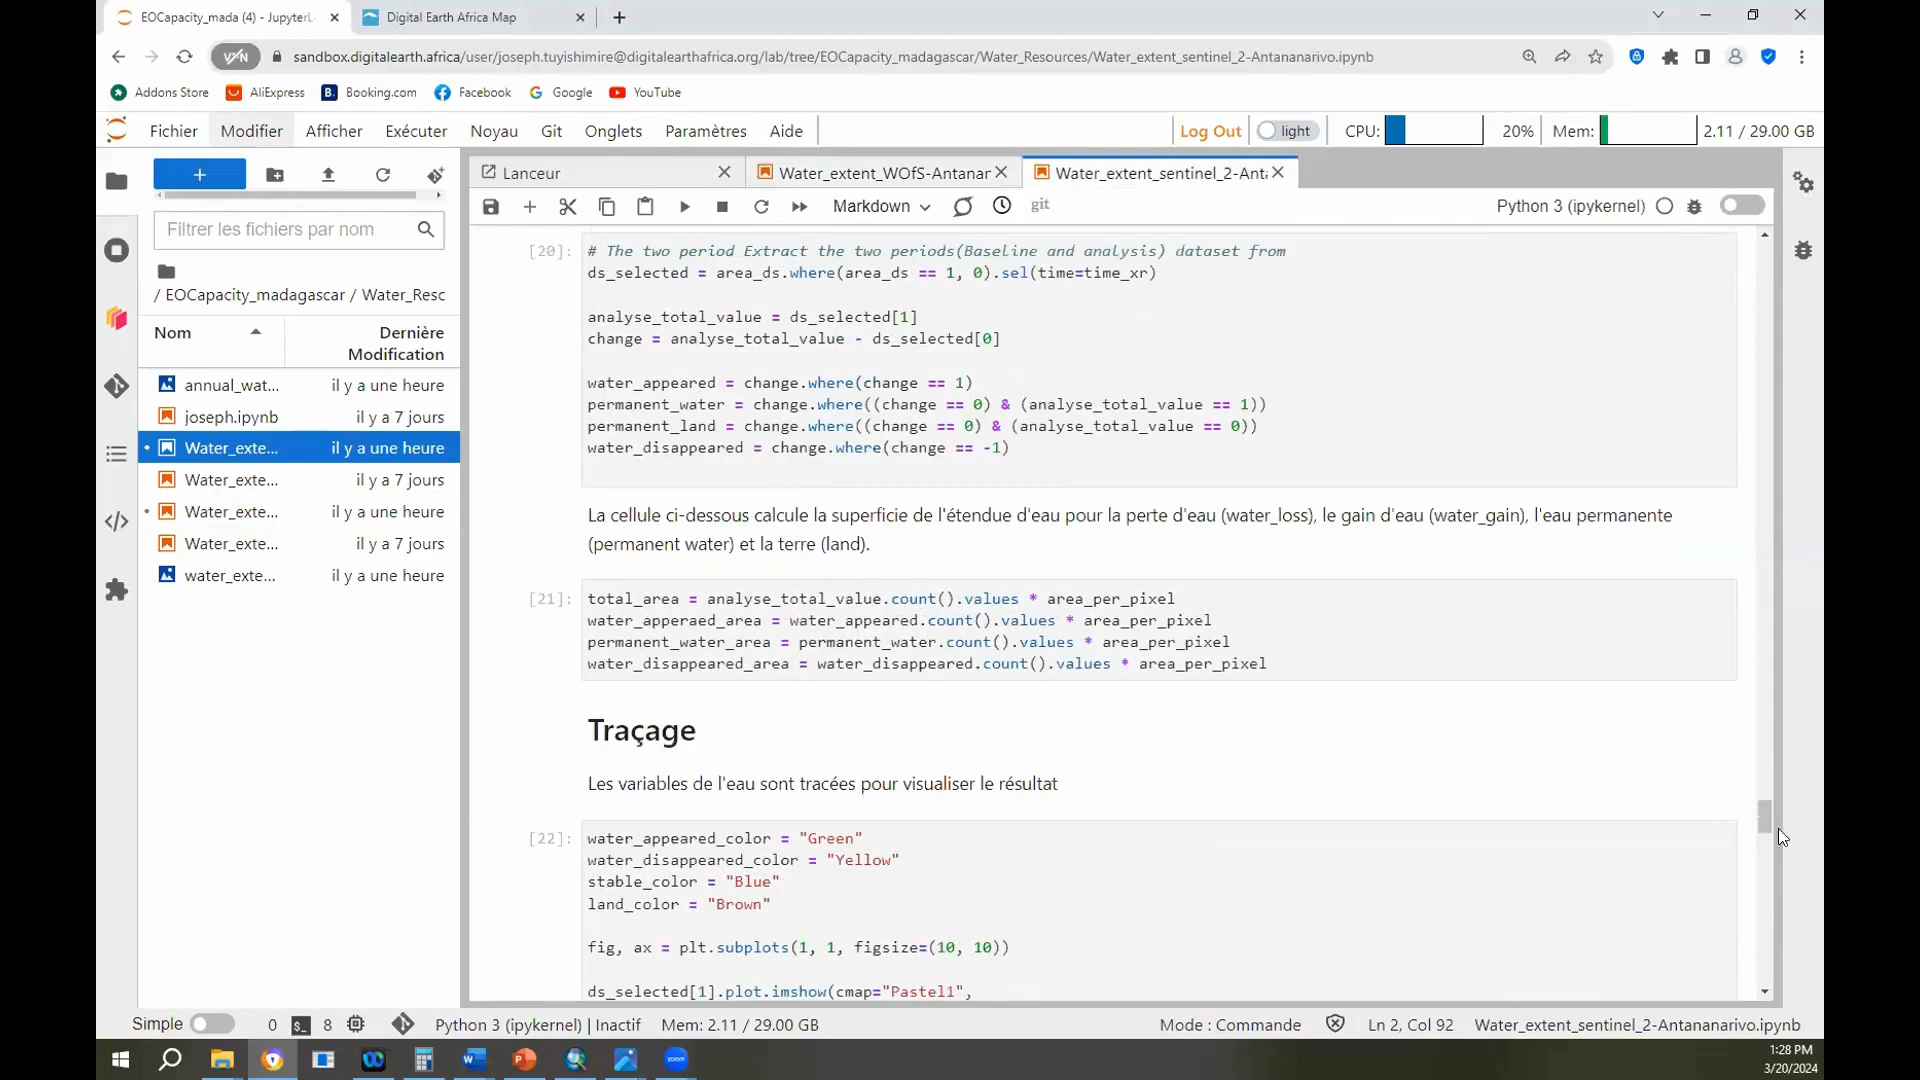 EOCapacity_mada (4) - JupyterL
Digital Earth Africa Map
VPN
sandbox.digitalearth.africa/user/joseph.tuyishimire@digitalearthafrica.org/lab/tree/EOCapacity_madagascar/Water_Resources/Water_extent_sentinel_2-Antananarivo.ipynb
Addons Store AliExpress Booking.com Facebook Google YouTube
Fichier Modifier Afficher Exécuter Noyau Git Onglets Paramètres Aide
Log Out light CPU: 20% Mem: 2.11 / 29.00 GB
Lanceur
Water_extent_WOfS-Antanar
Water_extent_sentinel_2-Anta
Markdown
git
Python 3 (ipykernel)
Filtrer les fichiers par nom
/ EOCapacity_madagascar / Water_Resc
Nom Dernière
Modification
annual_wat... il y a une heure
joseph.ipynb il y a 7 jours
Water_exte... il y a une heure
Water_exte... il y a 7 jours
Water_exte... il y a une heure
Water_exte... il y a 7 jours
water_exte... il y a une heure
[20]: # The two period Extract the two periods(Baseline and analysis) dataset from
ds_selected = area_ds.where(area_ds == 1, 0).sel(time=time_xr)
analyse_total_value = ds_selected[1]
change = analyse_total_value - ds_selected[0]
water_appeared = change.where(change == 1)
permanent_water = change.where((change == 0) & (analyse_total_value == 1))
permanent_land = change.where((change == 0) & (analyse_total_value == 0))
water_disappeared = change.where(change == -1)
La cellule ci-dessous calcule la superficie de l'étendue d'eau pour la perte d'eau (water_loss), le gain d'eau (water_gain), l'eau permanente
(permanent water) et la terre (land).
[21]: total_area = analyse_total_value.count().values * area_per_pixel
water_apperaed_area = water_appeared.count().values * area_per_pixel
permanent_water_area = permanent_water.count().values * area_per_pixel
water_disappeared_area = water_disappeared.count().values * area_per_pixel
Traçage
Les variables de l'eau sont tracées pour visualiser le résultat
[22]: water_appeared_color = "Green"
water_disappeared_color = "Yellow"
stable_color = "Blue"
land_color = "Brown"
fig, ax = plt.subplots(1, 1, figsize=(10, 10))
ds_selected[1].plot.imshow(cmap="Pastel1",
Simple 0 8 Python 3 (ipykernel) | Inactif Mem: 2.11 / 29.00 GB
Mode : Commande Ln 2, Col 92 Water_extent_sentinel_2-Antananarivo.ipynb
1:28 PM
3/20/2024